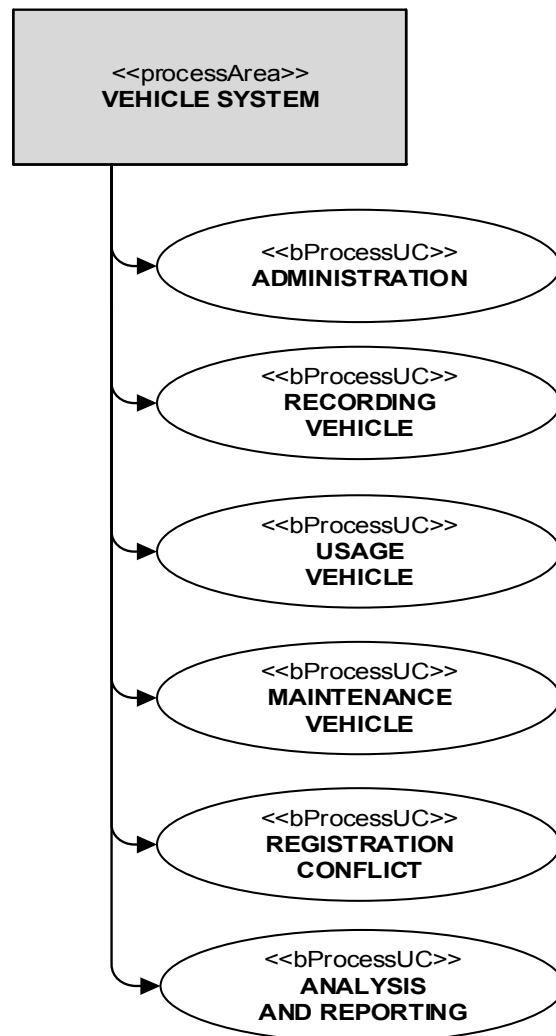 <<processArea>>
VEHICLE SYSTEM
<<bProcessUC>>
ADMINISTRATION
<<bProcessUC>>
RECORDING
VEHICLE
<<bProcessUC>>
USAGE
VEHICLE
<<bProcessUC>>
MAINTENANCE
VEHICLE
<<bProcessUC>>
REGISTRATION
CONFLICT
<<bProcessUC>>
ANALYSIS
AND REPORTING